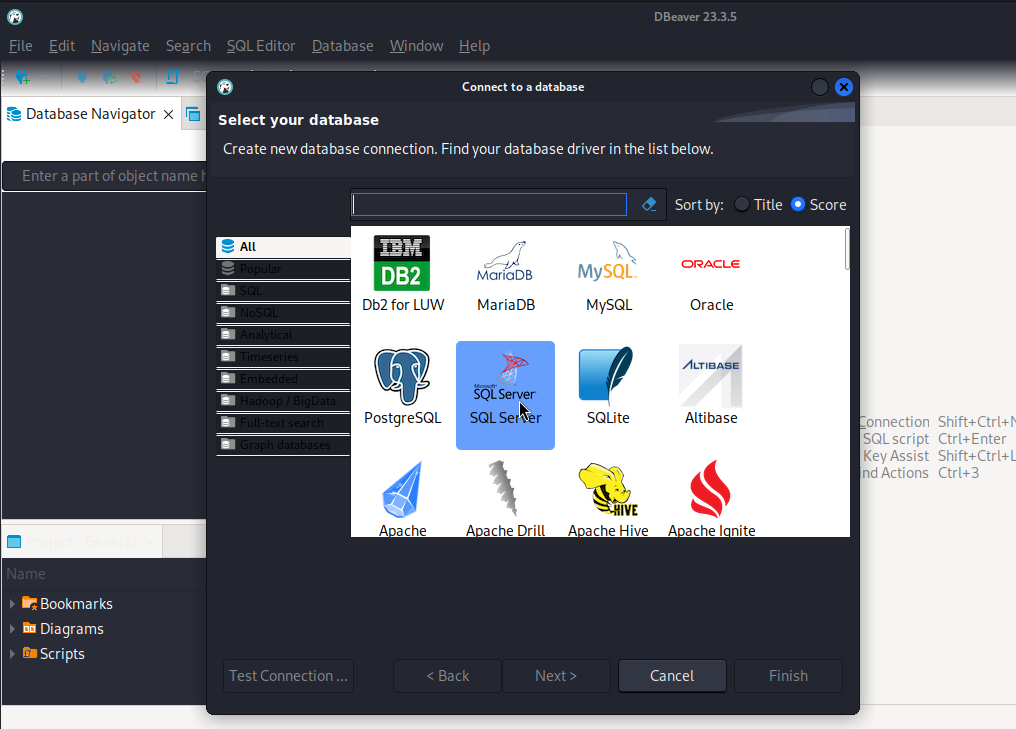 DBeaver 23.3.5
File Edit Navigate Search SQL Editor Database Window Help
Connect to a database
Database Navigator
Select your database
Create new database connection. Find your database driver in the list below.
Enter a part of object name h
Sort by: Title Score
All
Popular
SQL
NoSQL
Analytical
Timeseries
Embedded
Hadoop / BigData
Full-text search
Graph databases
IBM
DB2
MariaDB
MySQL
ORACLE
Db2 for LUW MariaDB MySQL Oracle
Microsoft
SQL Server
ALTIBASE
PostgreSQL SQL Server SQLite Altibase
HIVE
Apache Apache Drill Apache Hive Apache Ignite
Connection Shift+Ctrl+N
SQL script Ctrl+Enter
Key Assist Shift+Ctrl+L
nd Actions Ctrl+3
Project - General
Name
Bookmarks
Diagrams
Scripts
Test Connection ... < Back Next > Cancel Finish